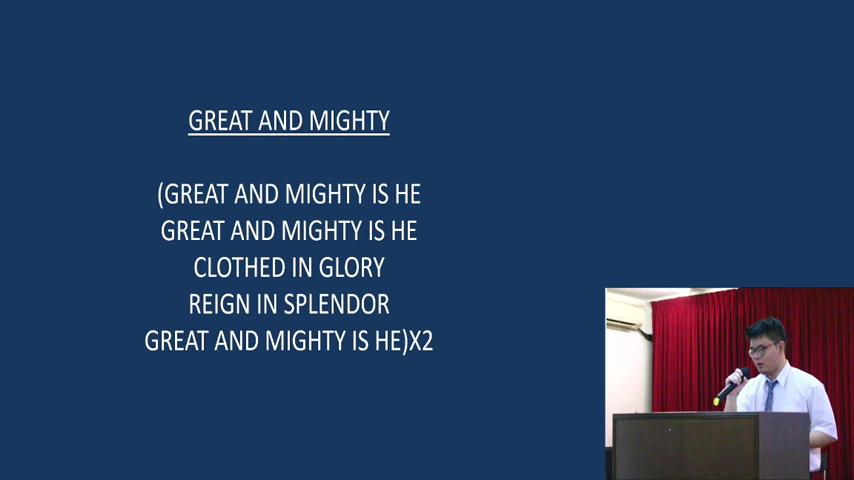 GREAT AND MIGHTY
(GREAT AND MIGHTY IS HE
GREAT AND MIGHTY IS HE
CLOTHED IN GLORY
REIGN IN SPLENDOR
GREAT AND MIGHTY IS HE)X2